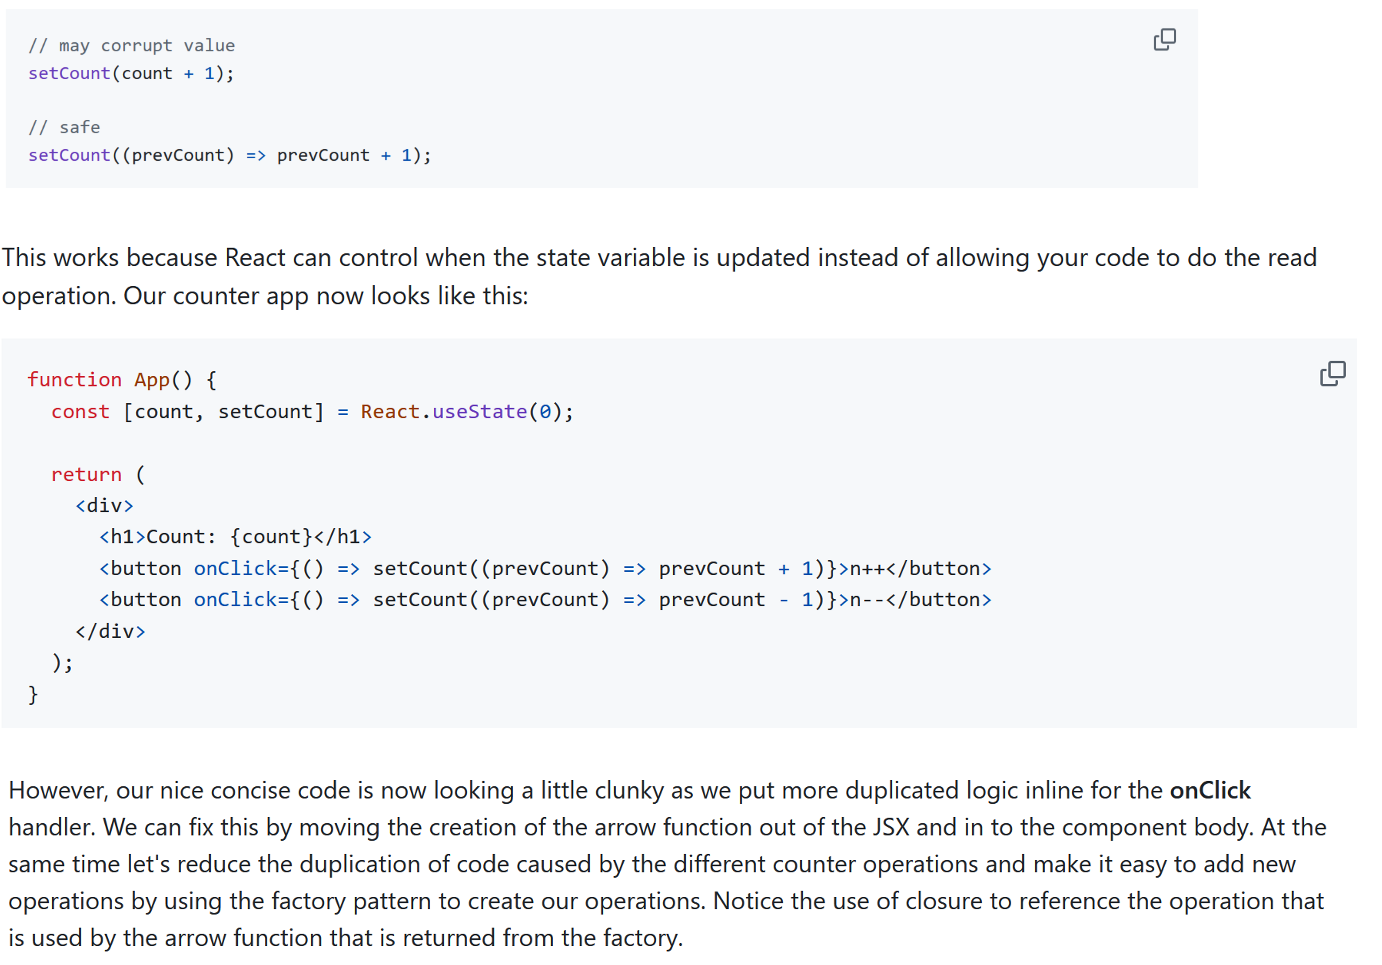 // may corrupt value
setCount(count + 1);
// safe
setCount((prevCount) => prevCount + 1);
This works because React can control when the state variable is updated instead of allowing your code to do the read
operation. Our counter app now looks like this:
function App() {
  const [count, setCount] = React.useState(0);
  return (
    <div>
      <h1>Count: {count}</h1>
      <button onClick={() => setCount((prevCount) => prevCount + 1)}>n++</button>
      <button onClick={() => setCount((prevCount) => prevCount - 1)}>n--</button>
    </div>
  );
}
However, our nice concise code is now looking a little clunky as we put more duplicated logic inline for the onClick
handler. We can fix this by moving the creation of the arrow function out of the JSX and in to the component body. At the
same time let's reduce the duplication of code caused by the different counter operations and make it easy to add new
operations by using the factory pattern to create our operations. Notice the use of closure to reference the operation that
is used by the arrow function that is returned from the factory.